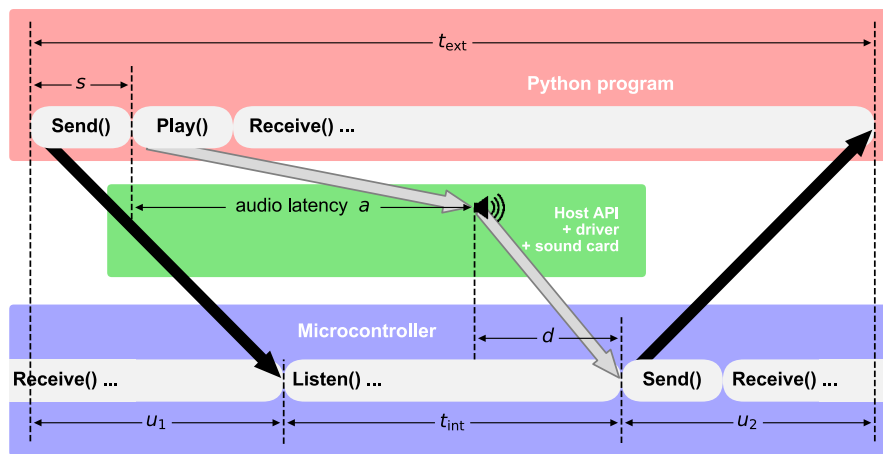 t_ext
s
Python program
Send()
Play()
Receive() ...
audio latency a
Host API
+ driver
+ sound card
Microcontroller
d
Receive() ...
Listen() ...
Send()
Receive() ...
u_1
t_int
u_2